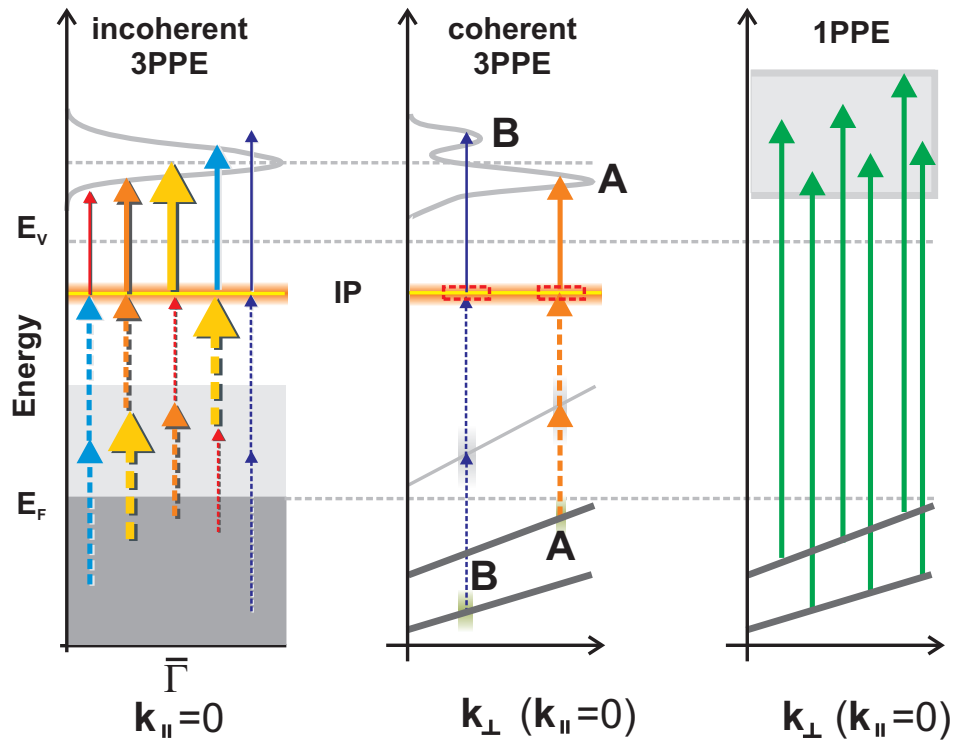 incoherent
3PPE
coherent
3PPE
1PPE
B
A
E_V
IP
Energy
E_F
A
B
Γ̅
k_∥=0
k_⊥ (k_∥=0)
k_⊥ (k_∥=0)